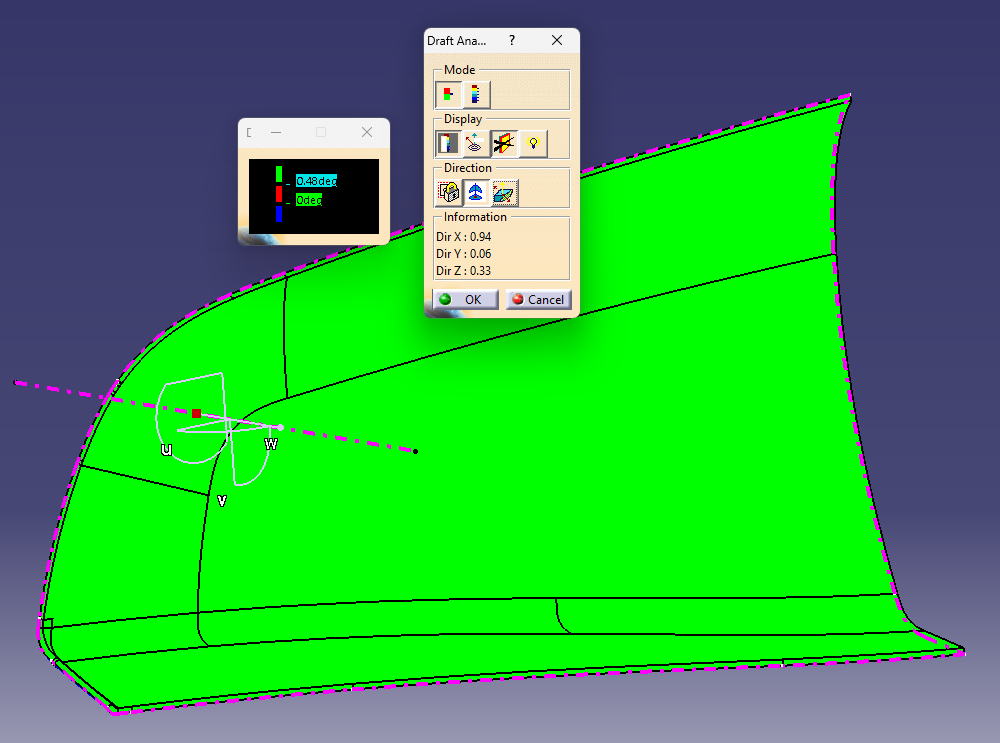 Draft Ana... ?
Mode
Display
Direction
Information
Dir X : 0.94
Dir Y : 0.06
Dir Z : 0.33
OK Cancel
0.48deg
0deg
u
w
v